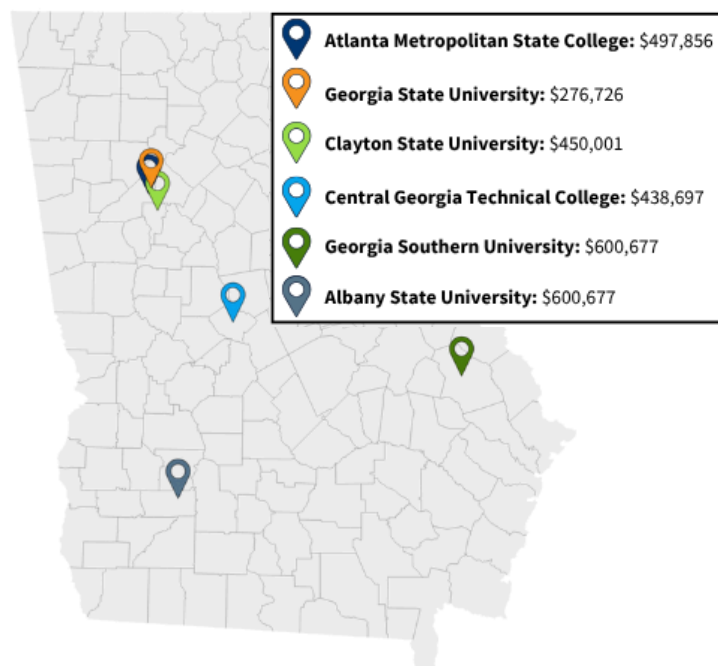 Atlanta Metropolitan State College: $497,856
Georgia State University: $276,726
Clayton State University: $450,001
Central Georgia Technical College: $438,697
Georgia Southern University: $600,677
Albany State University: $600,677